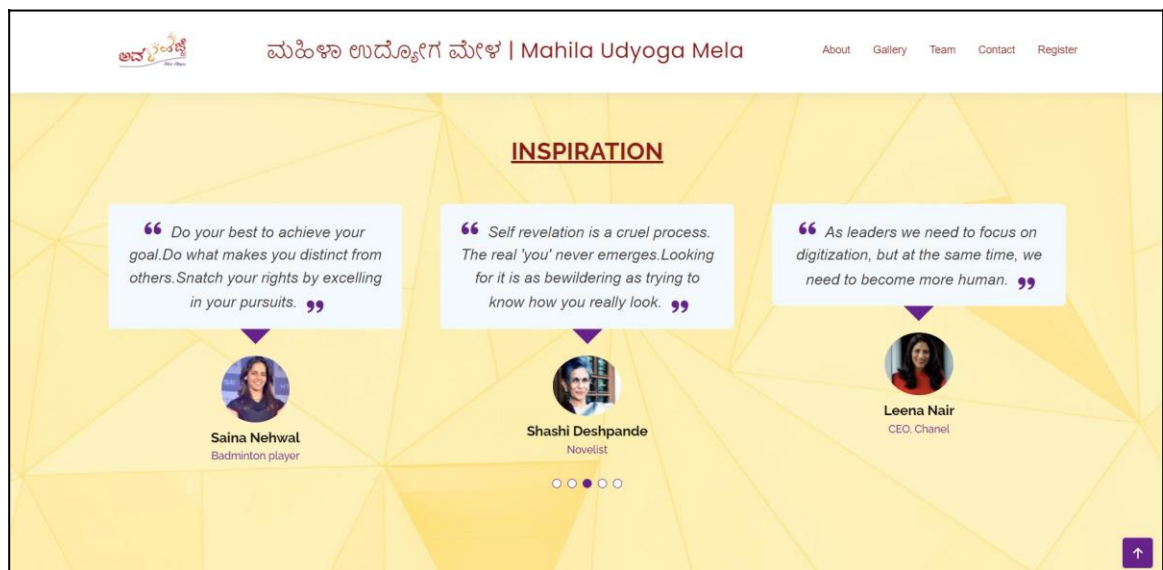 ಮಹಿಳಾ ಉದ್ಯೋಗ ಮೇಳ | Mahila Udyoga Mela
About Gallery Team Contact Register
INSPIRATION
“ Do your best to achieve your
goal.Do what makes you distinct from
others.Snatch your rights by excelling
in your pursuits. ”
Saina Nehwal
Badminton player
“ Self revelation is a cruel process.
The real 'you' never emerges.Looking
for it is as bewildering as trying to
know how you really look. ”
Shashi Deshpande
Novelist
“ As leaders we need to focus on
digitization, but at the same time, we
need to become more human. ”
Leena Nair
CEO, Chanel